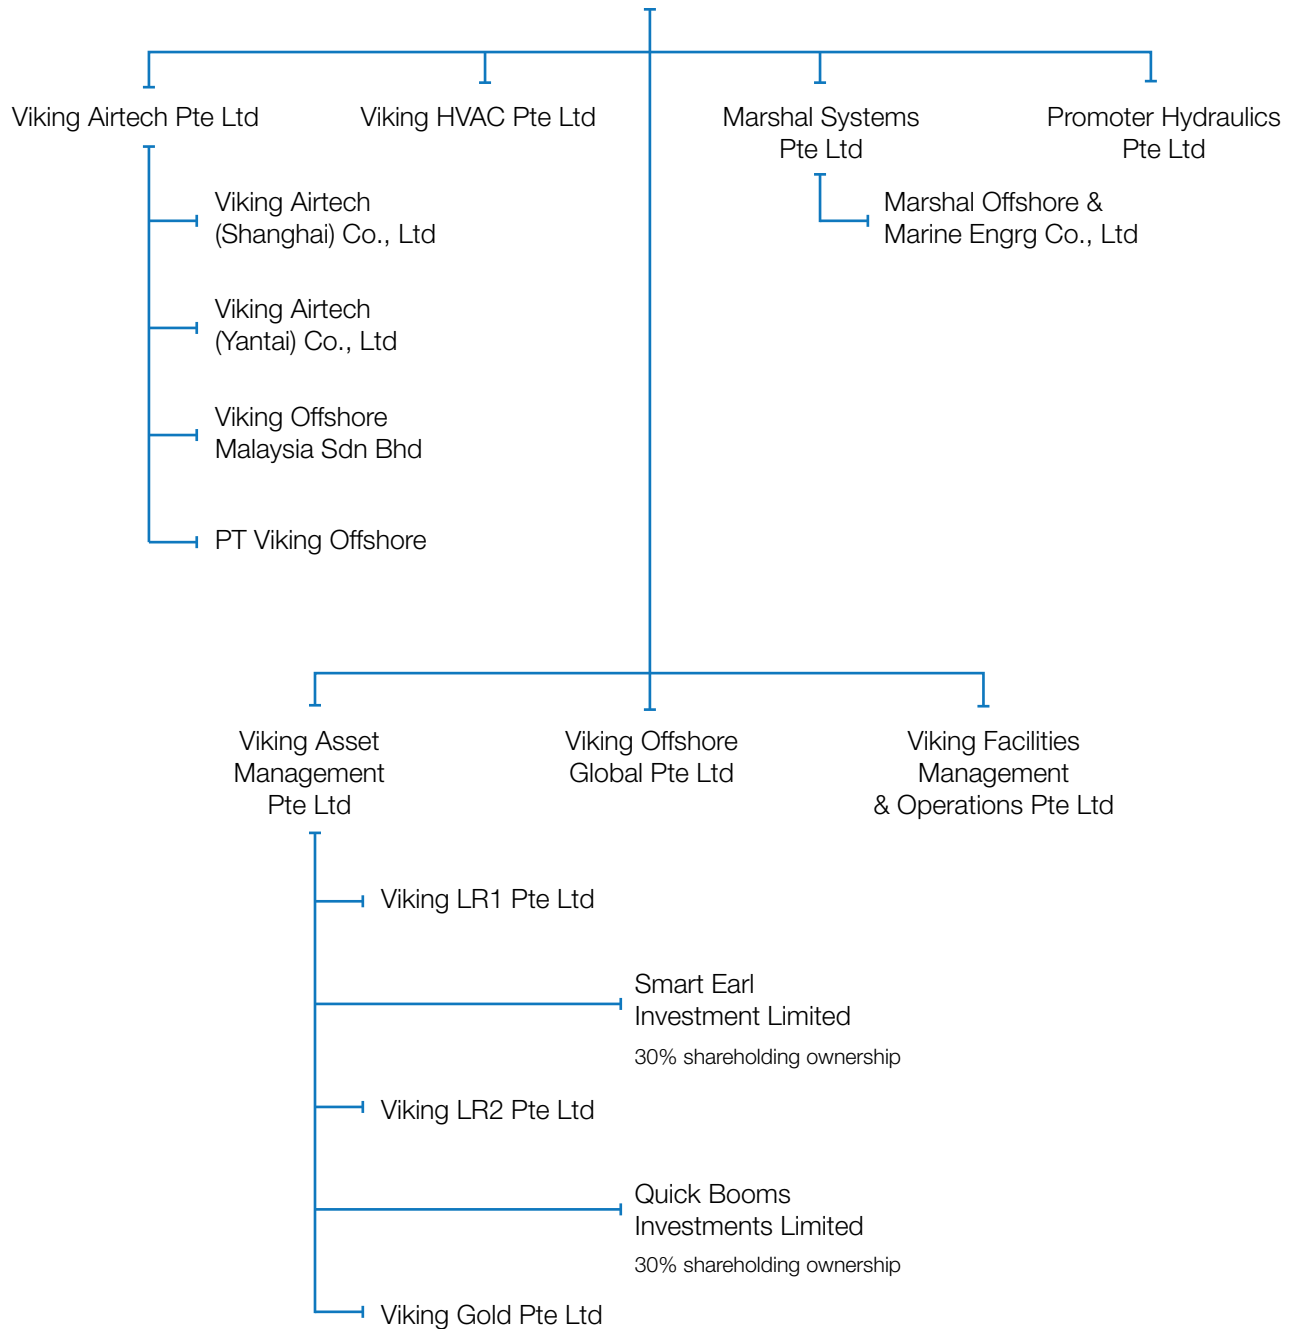 Viking Airtech Pte Ltd
Viking HVAC Pte Ltd
Marshal Systems
Pte Ltd
Promoter Hydraulics
Pte Ltd
Viking Airtech
(Shanghai) Co., Ltd
Viking Airtech
(Yantai) Co., Ltd
Viking Offshore
Malaysia Sdn Bhd
PT Viking Offshore
Marshal Offshore &
Marine Engrg Co., Ltd
Viking Asset
Management
Pte Ltd
Viking Offshore
Global Pte Ltd
Viking Facilities
Management
& Operations Pte Ltd
Viking LR1 Pte Ltd
Smart Earl
Investment Limited
30% shareholding ownership
Viking LR2 Pte Ltd
Quick Booms
Investments Limited
30% shareholding ownership
Viking Gold Pte Ltd